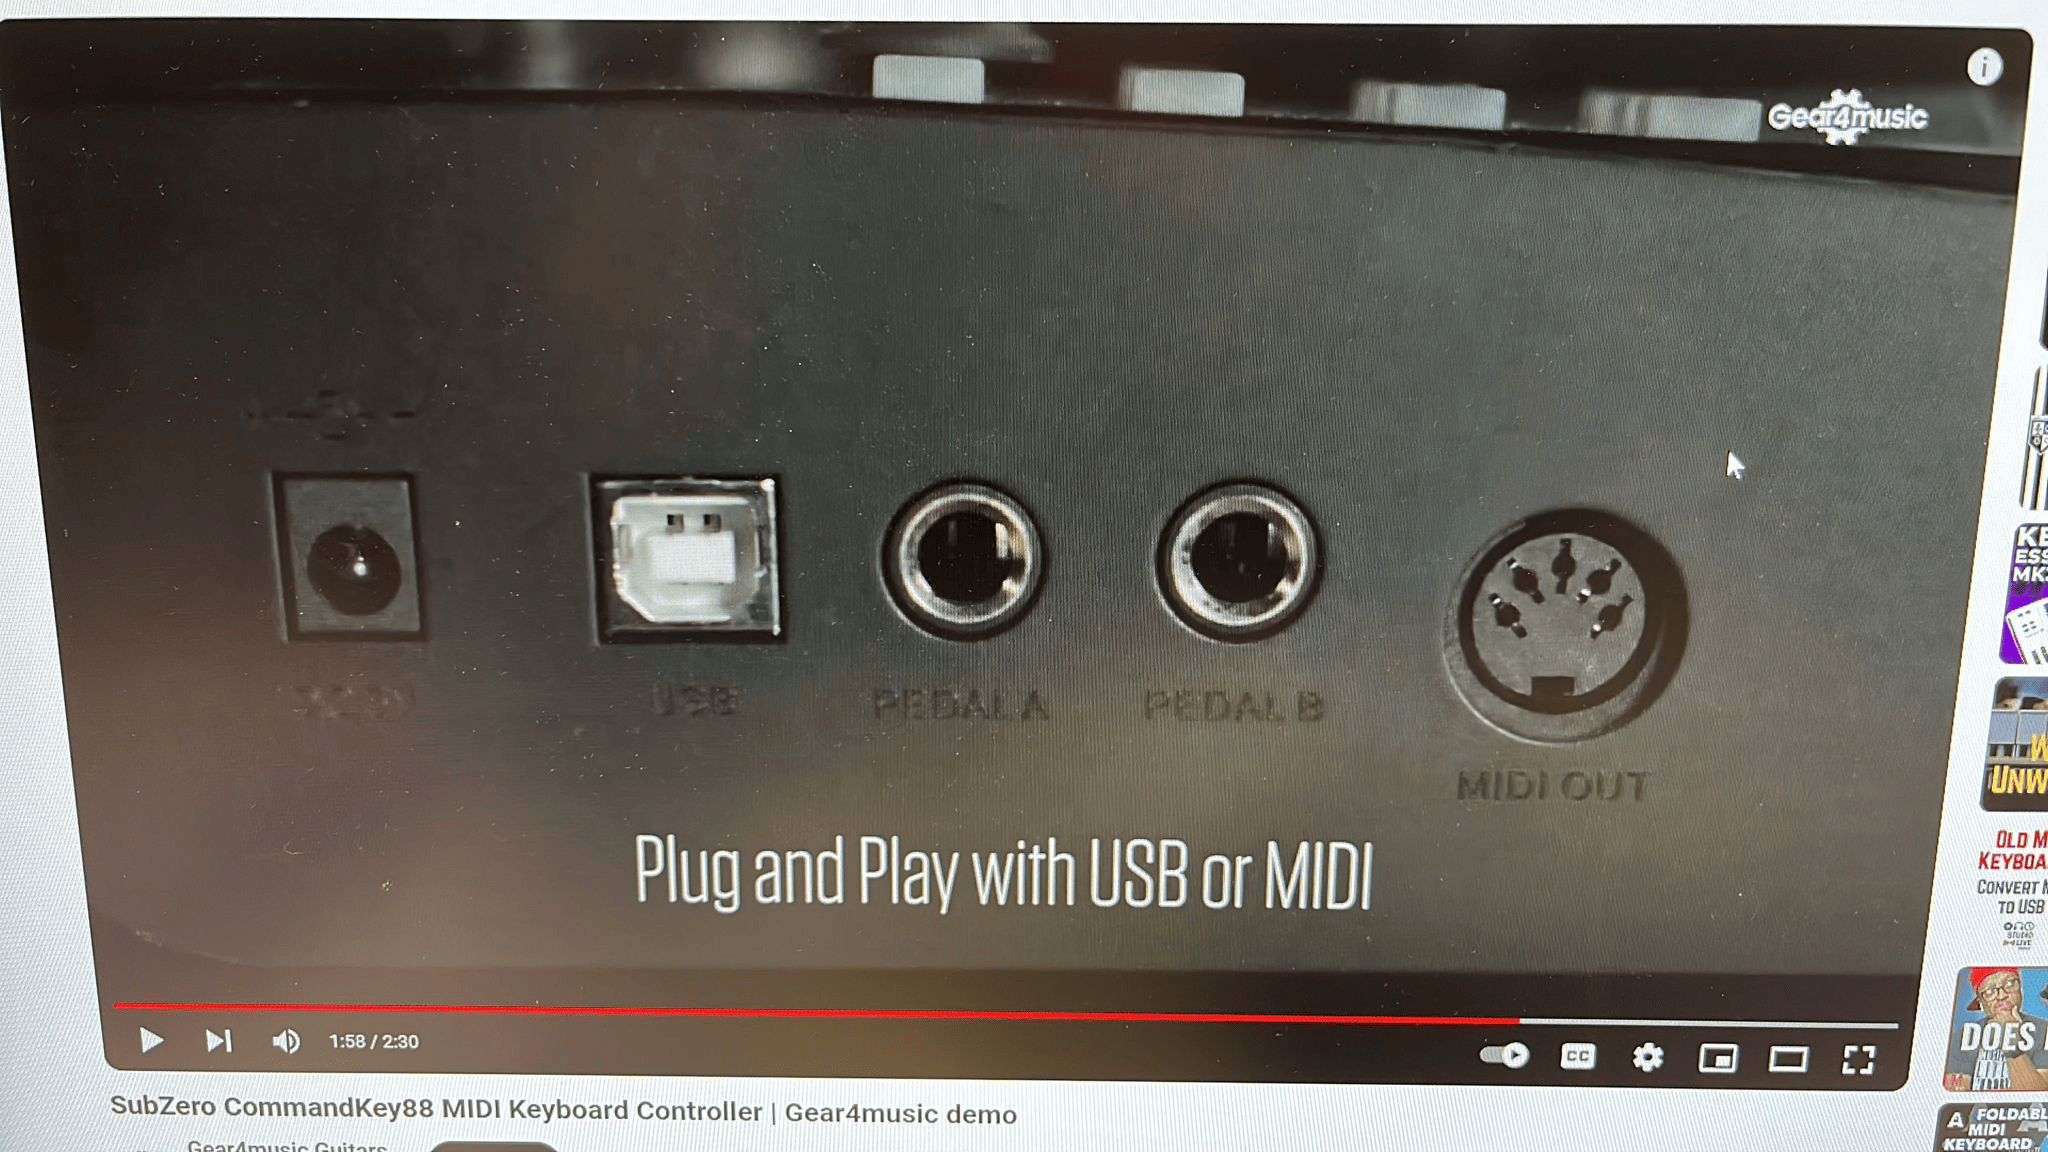 i
Gear4music
USB
PEDAL A
PEDAL B
MIDI OUT
Plug and Play with USB or MIDI
1:58 / 2:30
CC
SubZero CommandKey88 MIDI Keyboard Controller | Gear4music demo
Gear4music Guitars
KE
ESS
MK
W
UNW
OLD M
KEYBOA
CONVERT M
TO USB
STUDIO
LIVE
DOES
A FOLDABL
MIDI
KEYBOARD